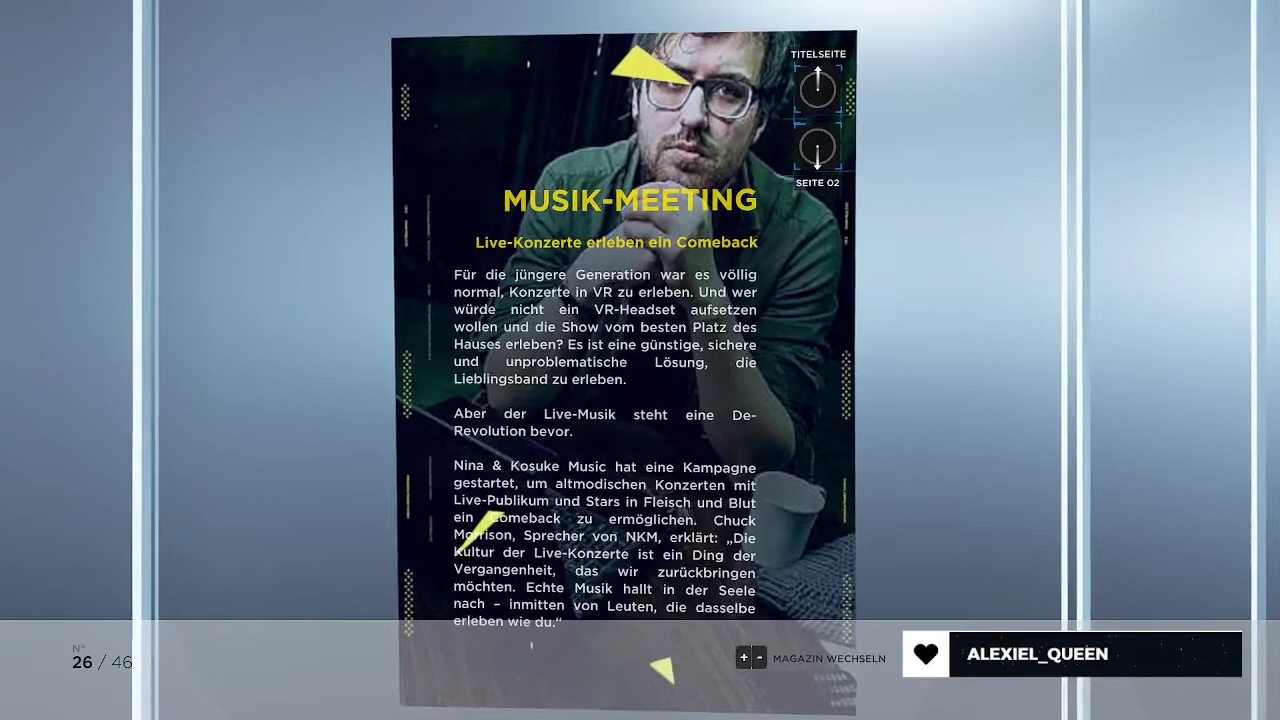 TITELSEITE
SEITE 02
MUSIK-MEETING
Live-Konzerte erleben ein Comeback
Für die jüngere Generation war es völlig
normal, Konzerte in VR zu erleben. Und wer
würde nicht ein VR-Headset aufsetzen
wollen und die Show vom besten Platz des
Hauses erleben? Es ist eine günstige, sichere
und unproblematische Lösung, die
Lieblingsband zu erleben.
Aber der Live-Musik steht eine De-
Revolution bevor.
Nina & Kosuke Music hat eine Kampagne
gestartet, um altmodischen Konzerten mit
Live-Publikum und Stars in Fleisch und Blut
ein Comeback zu ermöglichen. Chuck
Morrison, Sprecher von NKM, erklärt: „Die
Kultur der Live-Konzerte ist ein Ding der
Vergangenheit, das wir zurückbringen
möchten. Echte Musik hallt in der Seele
nach – inmitten von Leuten, die dasselbe
erleben wie du.“
N°
26 / 46
+ - MAGAZIN WECHSELN
ALEXIEL_QUEEN